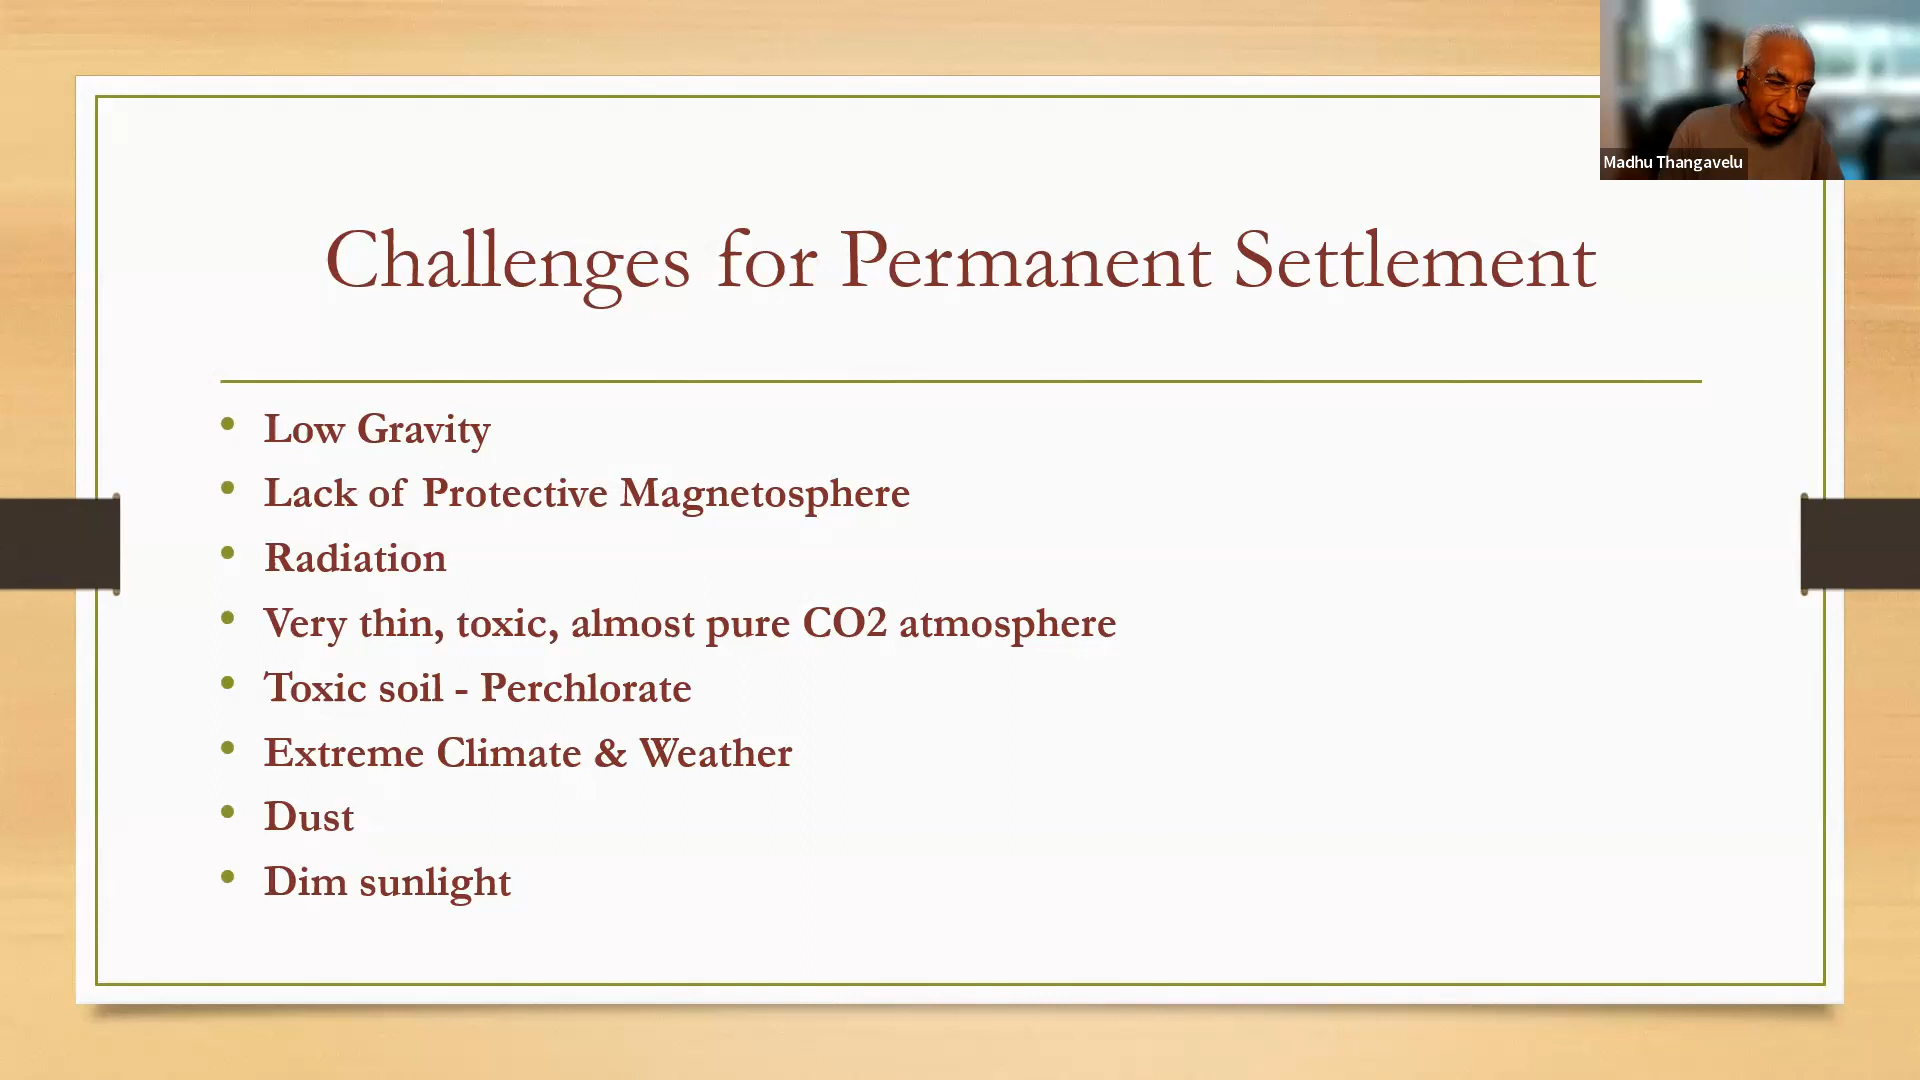 Madhu Thangavelu
Challenges for Permanent Settlement
• Low Gravity
• Lack of Protective Magnetosphere
• Radiation
• Very thin, toxic, almost pure CO2 atmosphere
• Toxic soil - Perchlorate
• Extreme Climate & Weather
• Dust
• Dim sunlight